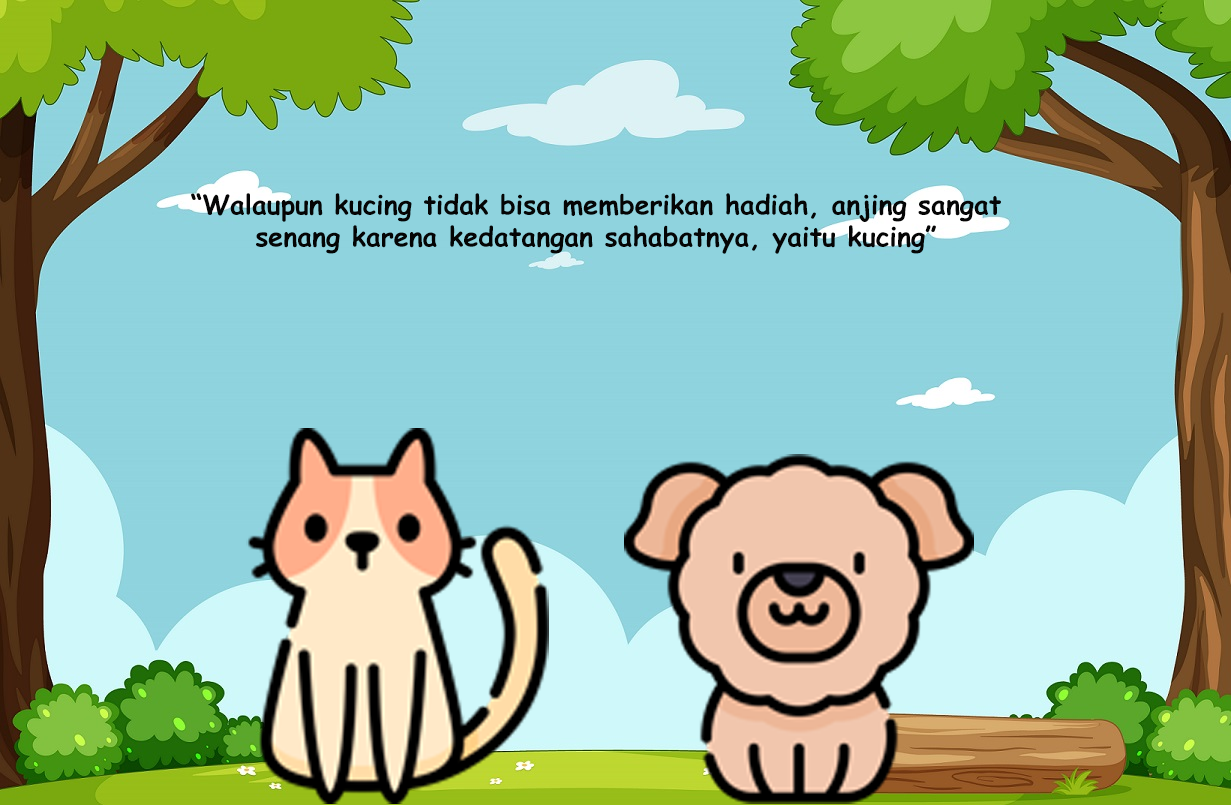 “Walaupun kucing tidak bisa memberikan hadiah, anjing sangat
senang karena kedatangan sahabatnya, yaitu kucing”